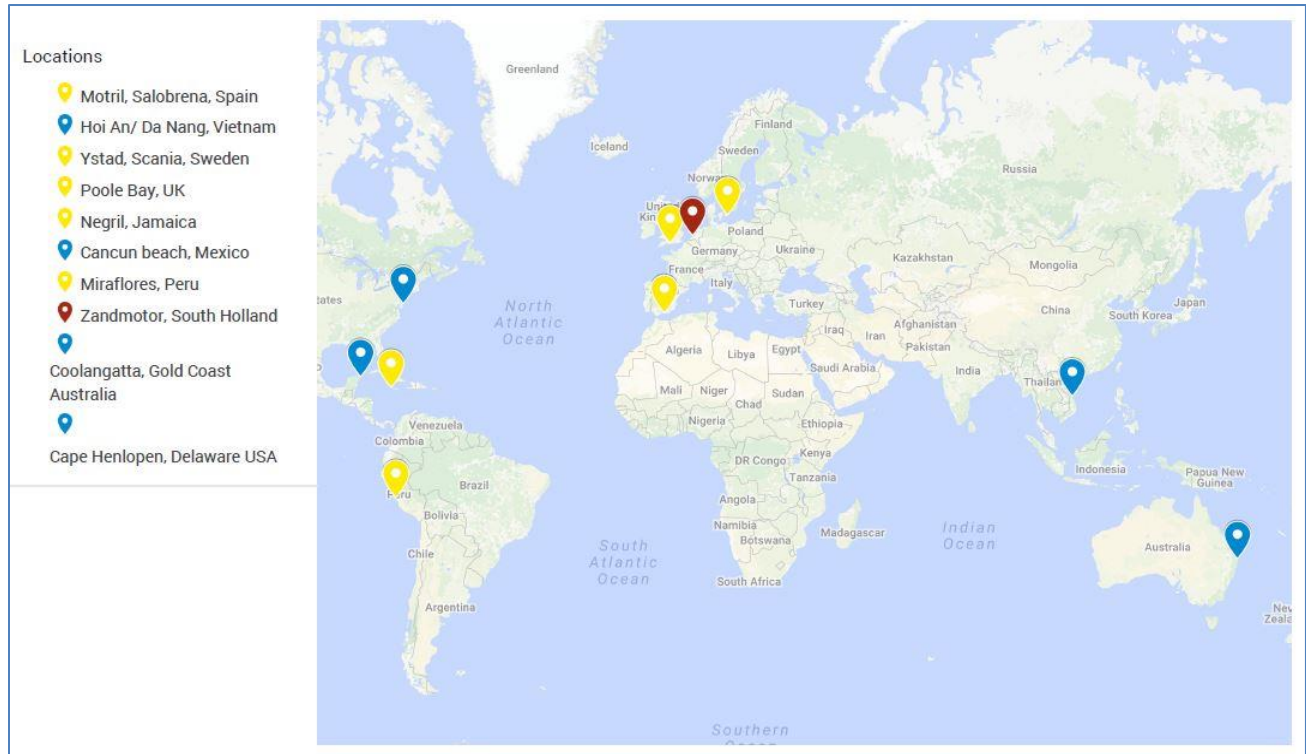 Locations
Motril, Salobrena, Spain
Hoi An/ Da Nang, Vietnam
Ystad, Scania, Sweden
Poole Bay, UK
Negril, Jamaica
Cancun beach, Mexico
Miraflores, Peru
Zandmotor, South Holland
Coolangatta, Gold Coast
Australia
Cape Henlopen, Delaware USA
Greenland
Iceland
Finland
Sweden
Russia
Poland
Germany
Ukraine
France
Italy
Kazakhstan
Mongolia
North
Atlantic
Ocean
Turkey
China
Japan
South Korea
Iraq
Iran
Afghanistan
Pakistan
Algeria
Libya
Egypt
Saudi Arabia
India
Mali
Niger
Chad
Sudan
Nigeria
Ethiopia
Venezuela
Colombia
DR Congo
Kenya
Tanzania
Indonesia
Papua New
Guinea
Brazil
Bolivia
Angola
Namibia
Botswana
Madagascar
Indian
Ocean
Australia
Chile
South
Atlantic
Ocean
South Africa
Argentina
Southern